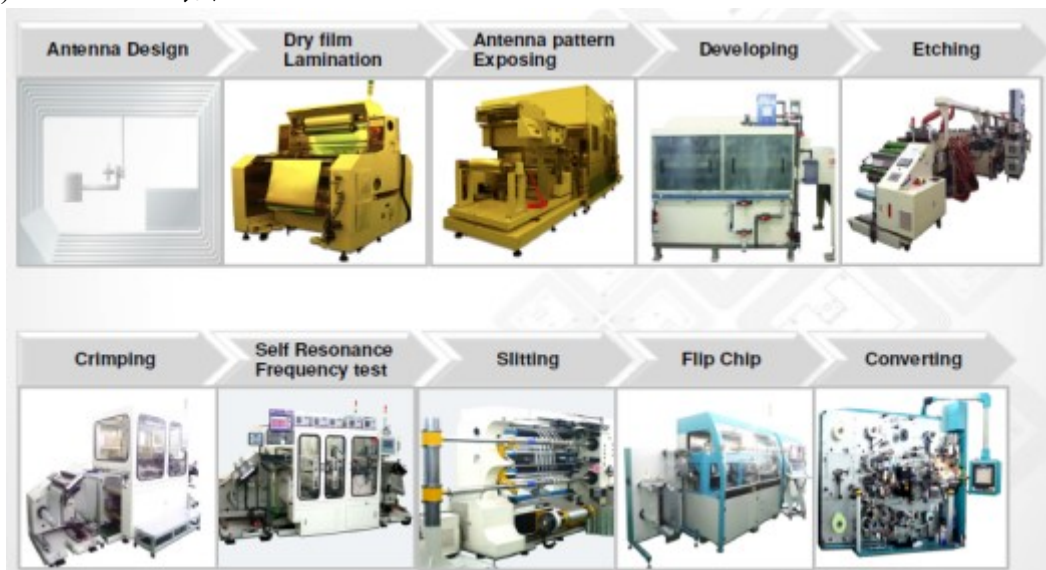 Antenna Design
Dry film
Lamination
Antenna pattern
Exposing
Developing
Etching
Crimping
Self Resonance
Frequency test
Slitting
Flip Chip
Converting